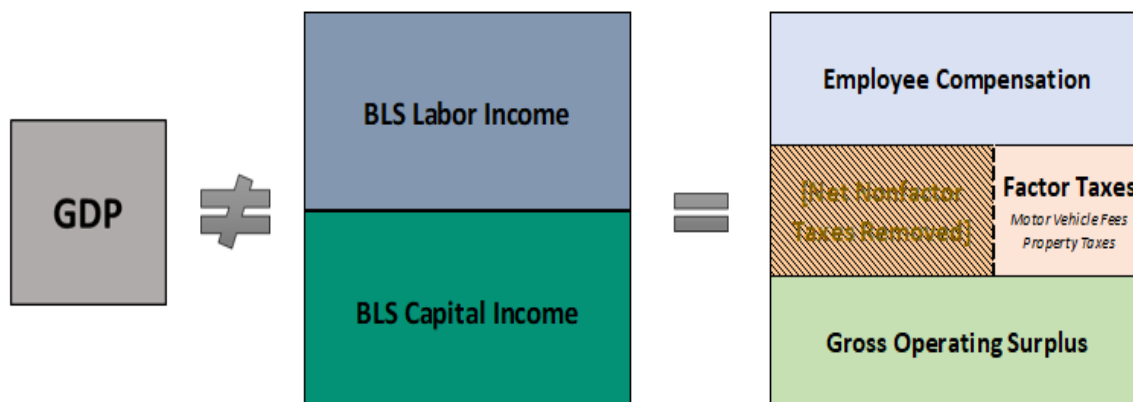 GDP
≠
BLS Labor Income
BLS Capital Income
=
Employee Compensation
[Net Nonfactor
Taxes Removed]
Factor Taxes
Motor Vehicle Fees
Property Taxes
Gross Operating Surplus